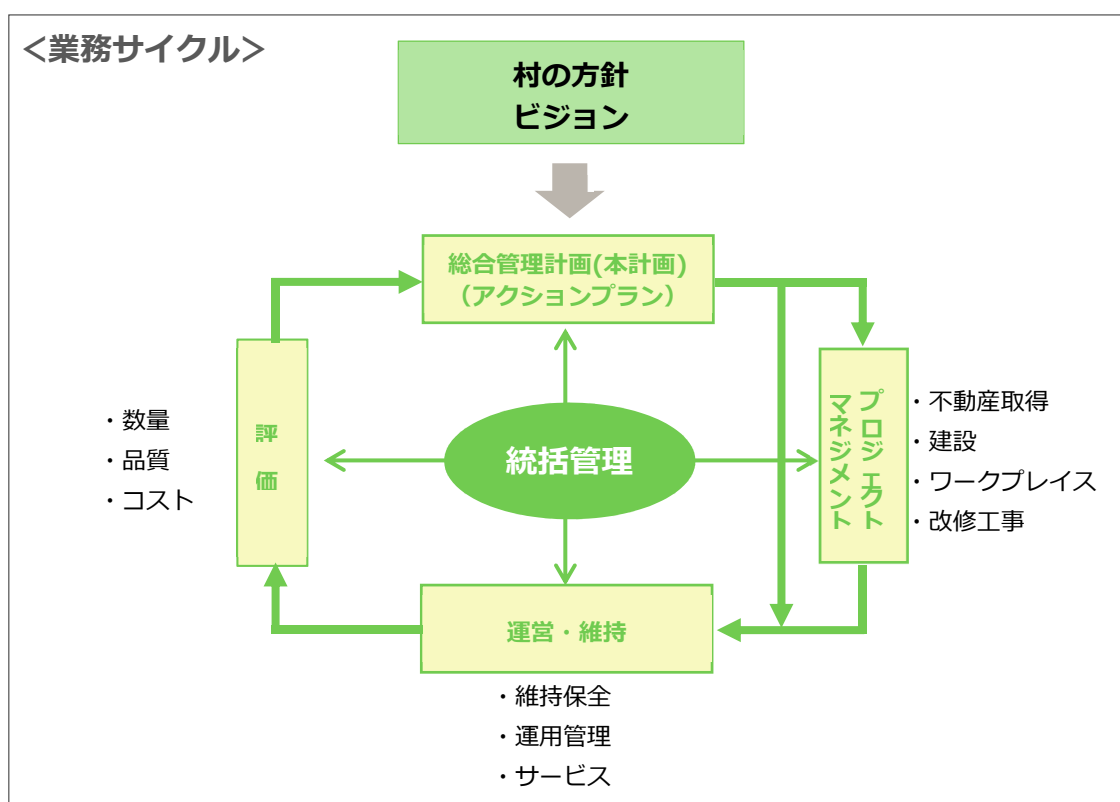 ＜業務サイクル＞
村の方針
ビジョン
総合管理計画(本計画)
（アクションプラン）
プロジェクト
マネジメント
・不動産取得
・建設
・ワークプレイス
・改修工事
統括管理
評価
・数量
・品質
・コスト
運営・維持
・維持保全
・運用管理
・サービス